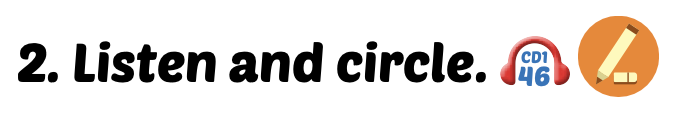 2. Listen and circle. CD1
46